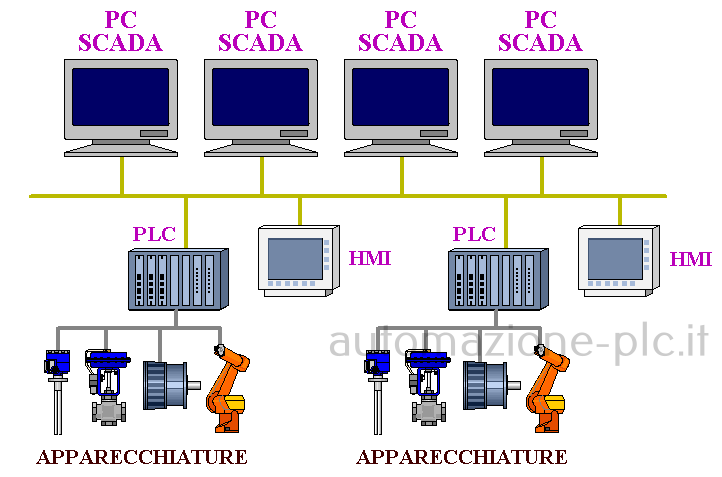 PC
SCADA
PC
SCADA
PC
SCADA
PC
SCADA
PLC
HMI
PLC
HMI
automazione-plc.it
APPARECCHIATURE
APPARECCHIATURE